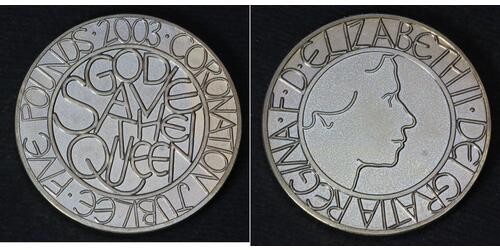 ·FIVE POUNDS·2003·CORONATION JUBILEE
GOD
SAVE
THE
QUEEN
ELIZABETH·II·DEI GRATIA REGINA·F·D·